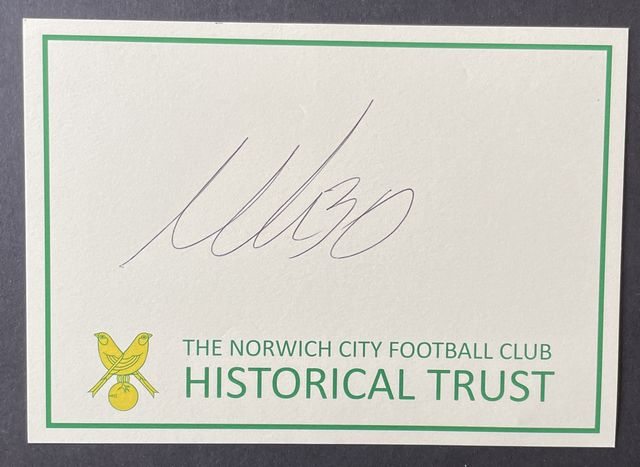 THE NORWICH CITY FOOTBALL CLUB
HISTORICAL TRUST